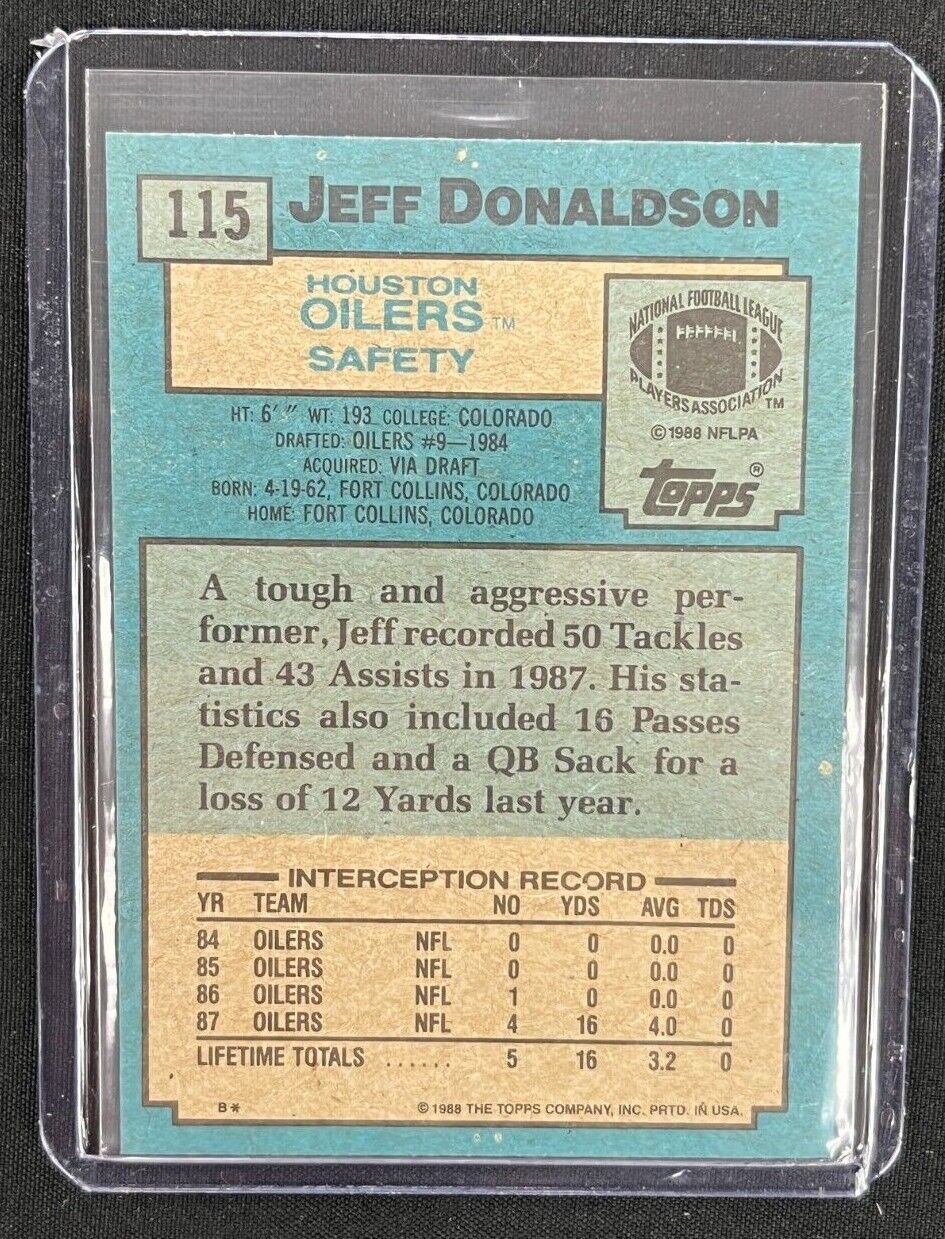 115 JEFF DONALDSON
HOUSTON
OILERS™
SAFETY
NATIONAL FOOTBALL LEAGUE
PLAYERS ASSOCIATION™
© 1988 NFLPA
topps®
HT: 6' " WT: 193 COLLEGE: COLORADO
DRAFTED: OILERS #9—1984
ACQUIRED: VIA DRAFT
BORN: 4-19-62, FORT COLLINS, COLORADO
HOME: FORT COLLINS, COLORADO
A tough and aggressive per-
former, Jeff recorded 50 Tackles
and 43 Assists in 1987. His sta-
tistics also included 16 Passes
Defensed and a QB Sack for a
loss of 12 Yards last year.
INTERCEPTION RECORD
YR TEAM NO YDS AVG TDS
84 OILERS NFL 0 0 0.0 0
85 OILERS NFL 0 0 0.0 0
86 OILERS NFL 1 0 0.0 0
87 OILERS NFL 4 16 4.0 0
LIFETIME TOTALS ...... 5 16 3.2 0
B* © 1988 THE TOPPS COMPANY, INC. PRTD. IN USA.